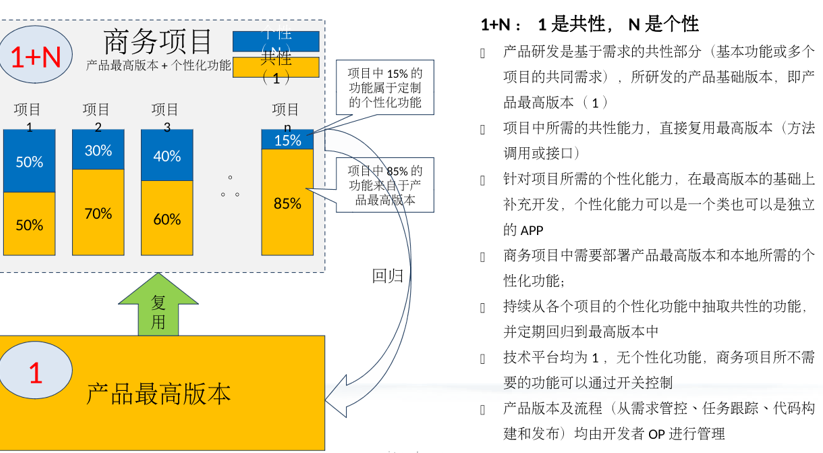 1+N
商务项目
产品最高版本 + 个性化功能
个性
（ N ）
共性
（ 1 ）
项目中 15% 的
功能属于定制
的个性化功能
项目
1
项目
2
项目
3
项目
n
50%
30%
40%
15%
50%
70%
60%
85%
项目中 85% 的
功能来自于产
品最高版本
回归
复
用
1
产品最高版本
1+N ： 1 是共性， N 是个性
产品研发是基于需求的共性部分（基本功能或多个
项目的共同需求），所研发的产品基础版本，即产
品最高版本（ 1 ）
项目中所需的共性能力，直接复用最高版本（方法
调用或接口）
针对项目所需的个性化能力，在最高版本的基础上
补充开发，个性化能力可以是一个类也可以是独立
的 APP
商务项目中需要部署产品最高版本和本地所需的个
性化功能；
持续从各个项目的个性化功能中抽取共性的功能，
并定期回归到最高版本中
技术平台均为 1 ，无个性化功能，商务项目所不需
要的功能可以通过开关控制
产品版本及流程（从需求管控、任务跟踪、代码构
建和发布）均由开发者 OP 进行管理